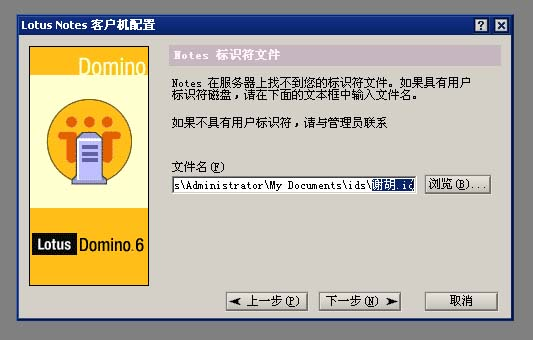 Lotus Notes 客户机配置
Domino
Notes 标识符文件
Notes 在服务器上找不到您的标识符文件。如果具有用户
标识符磁盘,请在下面的文本框中输入文件名。
如果不具有用户标识符,请与管理员联系
文件名(F)
s\Administrator\My Documents\ids\谢胡.id
浏览(B)...
Lotus Domino 6
上一步(P)
下一步(N)
取消